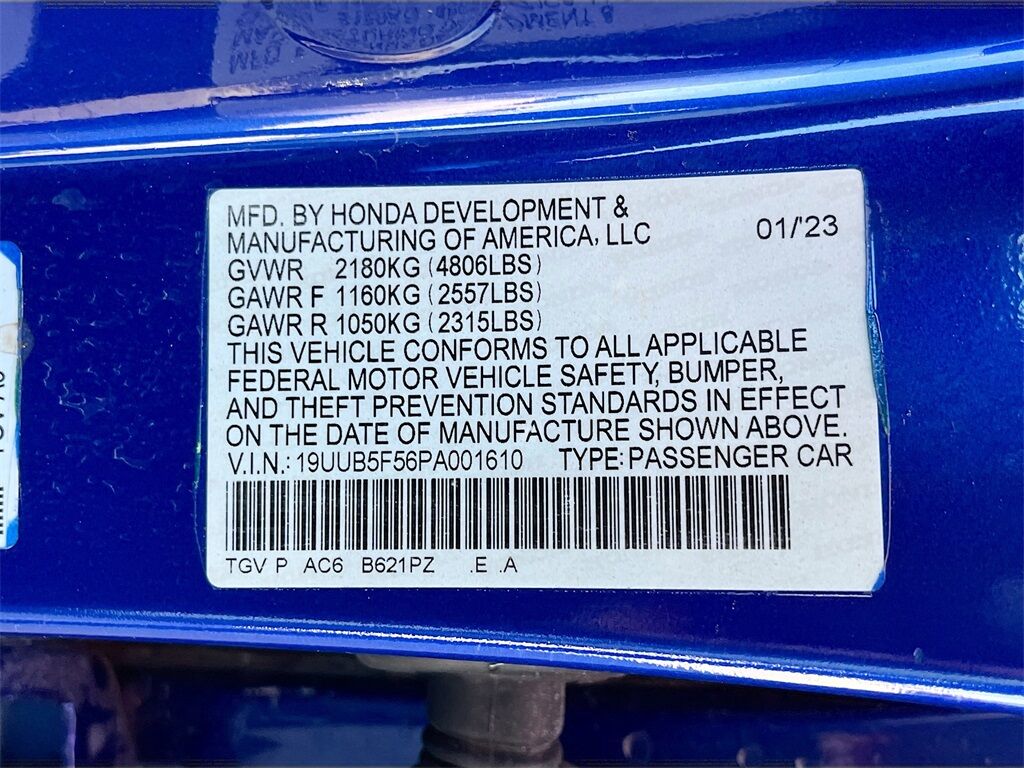 MFD. BY HONDA DEVELOPMENT &
MANUFACTURING OF AMERICA, LLC
01/'23
GVWR 2180KG (4806LBS)
GAWR F 1160KG (2557LBS)
GAWR R 1050KG (2315LBS)
THIS VEHICLE CONFORMS TO ALL APPLICABLE
FEDERAL MOTOR VEHICLE SAFETY, BUMPER,
AND THEFT PREVENTION STANDARDS IN EFFECT
ON THE DATE OF MANUFACTURE SHOWN ABOVE.
V.I.N.: 19UUB5F56PA001610 TYPE: PASSENGER CAR
TGV P AC6 B621PZ .E .A